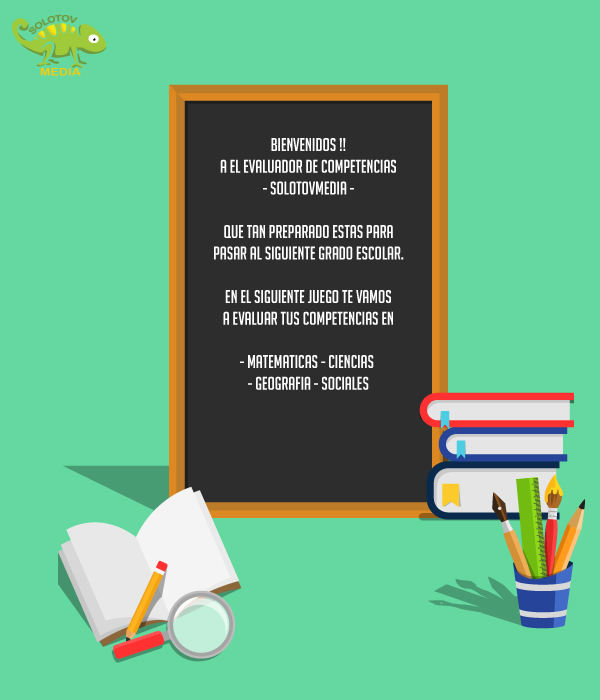 SOLOTOV
MEDIA
BIENVENIDOS !!
A EL EVALUADOR DE COMPETENCIAS
- SOLOTOVMEDIA -
QUE TAN PREPARADO ESTAS PARA
PASAR AL SIGUIENTE GRADO ESCOLAR.
EN EL SIGUIENTE JUEGO TE VAMOS
A EVALUAR TUS COMPETENCIAS EN
- MATEMATICAS - CIENCIAS
- GEOGRAFIA - SOCIALES